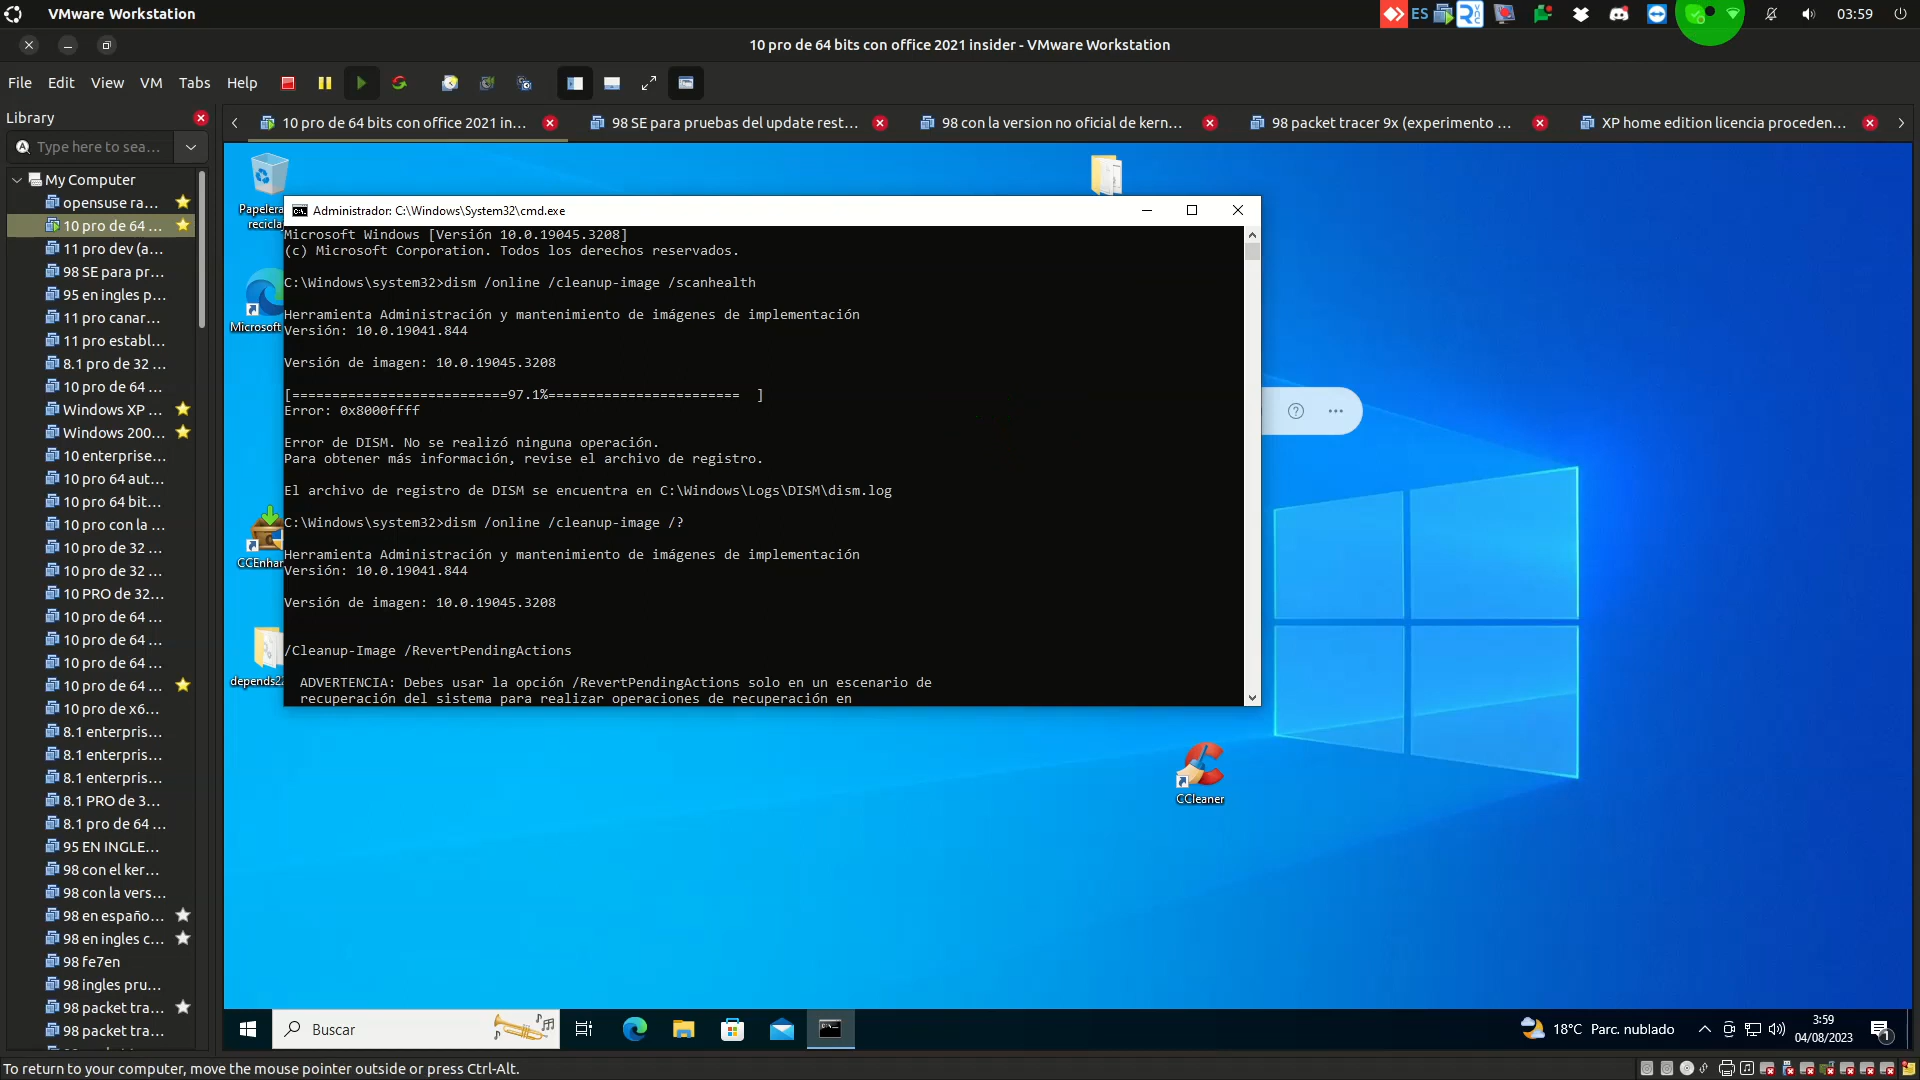 VMware Workstation
ES
03:59
10 pro de 64 bits con office 2021 insider - VMware Workstation
File Edit View VM Tabs Help
Library
Type here to sea...
10 pro de 64 bits con office 2021 in...
98 SE para pruebas del update rest...
98 con la version no oficial de kern...
98 packet tracer 9x (experimento ...
XP home edition licencia proceden...
My Computer
opensuse ra...
10 pro de 64 ...
11 pro dev (a...
98 SE para pr...
95 en ingles p...
11 pro canar...
11 pro establ...
8.1 pro de 32 ...
10 pro de 64 ...
Windows XP ...
Windows 200...
10 enterprise...
10 pro 64 aut...
10 pro 64 bit...
10 pro con la ...
10 pro de 32 ...
10 pro de 32 ...
10 PRO de 32...
10 pro de 64 ...
10 pro de 64 ...
10 pro de 64 ...
10 pro de 64 ...
10 pro de x6...
8.1 enterpris...
8.1 enterpris...
8.1 enterpris...
8.1 PRO de 3...
8.1 pro de 64 ...
95 EN INGLE...
98 con el ker...
98 con la vers...
98 en españo...
98 en ingles c...
98 fe7en
98 ingles pru...
98 packet tra...
98 packet tra...
Papelera
recicla
Microsoft
CCEnhar
depends22
Administrador: C:\Windows\System32\cmd.exe
Microsoft Windows [Versión 10.0.19045.3208]
(c) Microsoft Corporation. Todos los derechos reservados.
C:\Windows\system32>dism /online /cleanup-image /scanhealth
Herramienta Administración y mantenimiento de imágenes de implementación
Versión: 10.0.19041.844
Versión de imagen: 10.0.19045.3208
[===========================97.1%========================  ]
Error: 0x8000ffff
Error de DISM. No se realizó ninguna operación.
Para obtener más información, revise el archivo de registro.
El archivo de registro de DISM se encuentra en C:\Windows\Logs\DISM\dism.log
C:\Windows\system32>dism /online /cleanup-image /?
Herramienta Administración y mantenimiento de imágenes de implementación
Versión: 10.0.19041.844
Versión de imagen: 10.0.19045.3208
/Cleanup-Image /RevertPendingActions
ADVERTENCIA: Debes usar la opción /RevertPendingActions solo en un escenario de
recuperación del sistema para realizar operaciones de recuperación en
CCleaner
Buscar
18°C Parc. nublado
3:59
04/08/2023
1
To return to your computer, move the mouse pointer outside or press Ctrl-Alt.